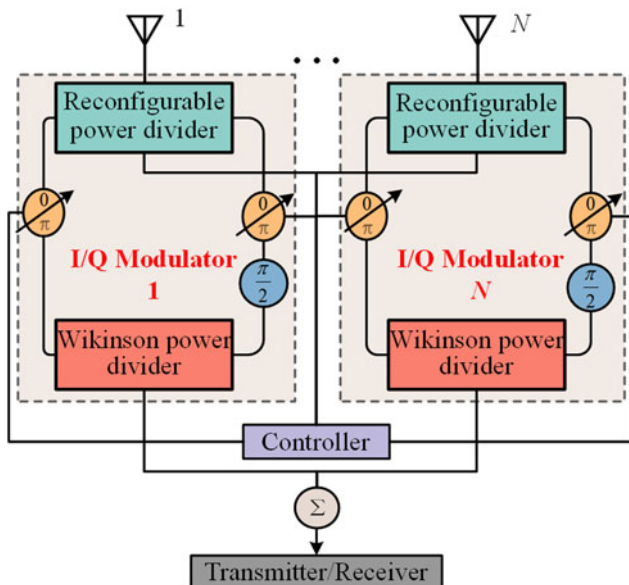 1
N
...
Reconfigurable
power divider
Reconfigurable
power divider
0
π
0
π
0
π
0
π
I/Q Modulator
1
π
2
I/Q Modulator
N
π
2
Wikinson power
divider
Wikinson power
divider
Controller
Σ
Transmitter/Receiver